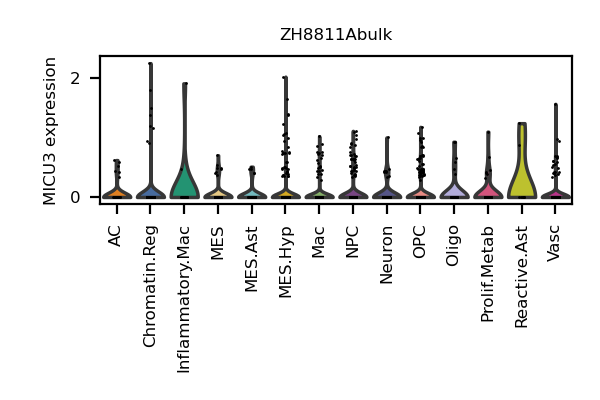 ZH8811Abulk
MICU3 expression
2
0
AC
Chromatin.Reg
Inflammatory.Mac
MES
MES.Ast
MES.Hyp
Mac
NPC
Neuron
OPC
Oligo
Prolif.Metab
Reactive.Ast
Vasc